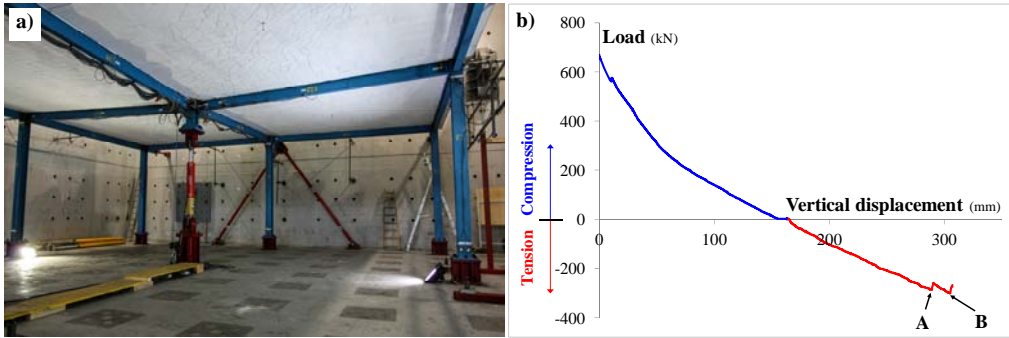 a)
b)
Load (kN)
800
600
400
200
0
-200
-400
Compression
Tension
Vertical displacement (mm)
0
100
200
300
A
B